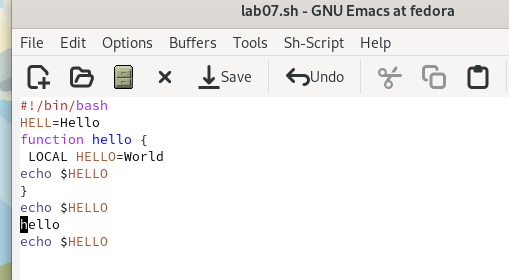 lab07.sh - GNU Emacs at fedora
File Edit Options Buffers Tools Sh-Script Help
Save Undo
#!/bin/bash
HELL=Hello
function hello {
 LOCAL HELLO=World
echo $HELLO
}
echo $HELLO
hello
echo $HELLO